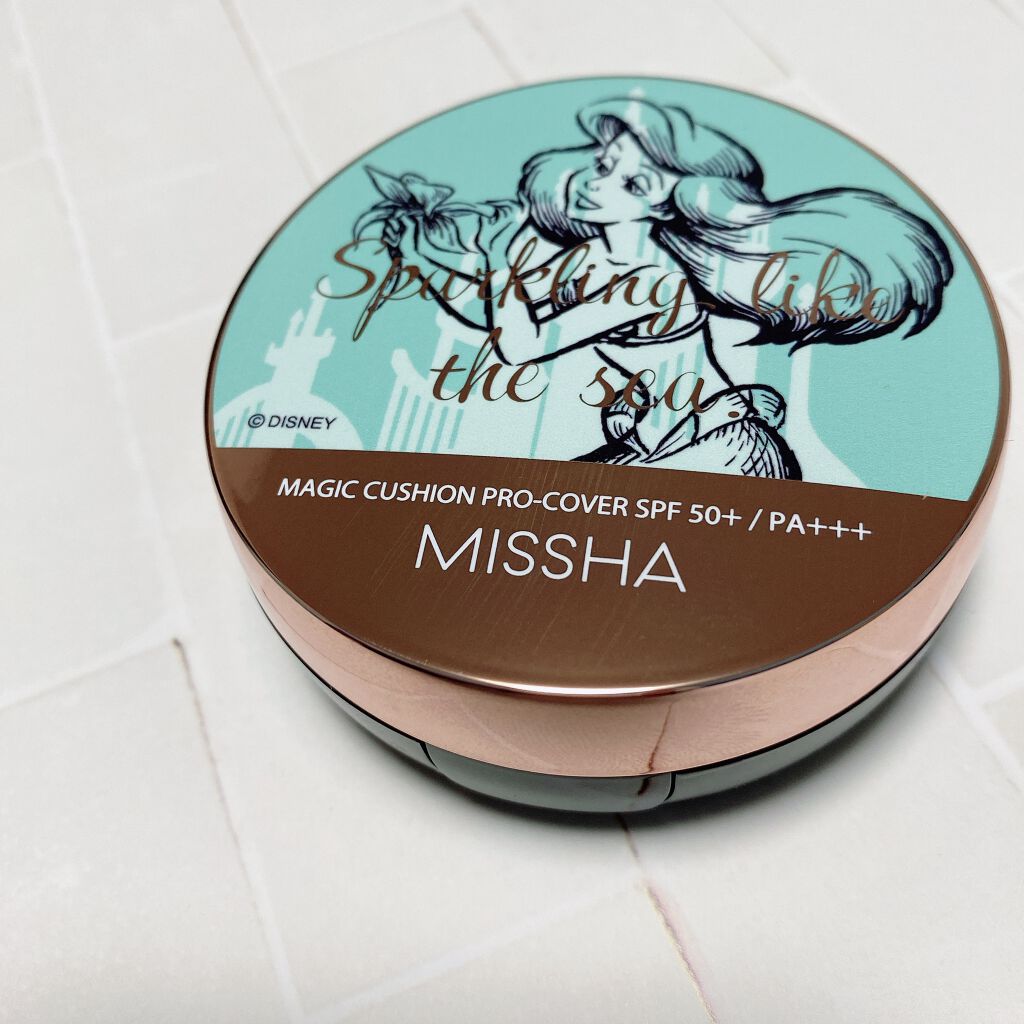 Sparkling like
the sea.
© DISNEY
MAGIC CUSHION PRO-COVER SPF 50+ / PA+++
MISSHA